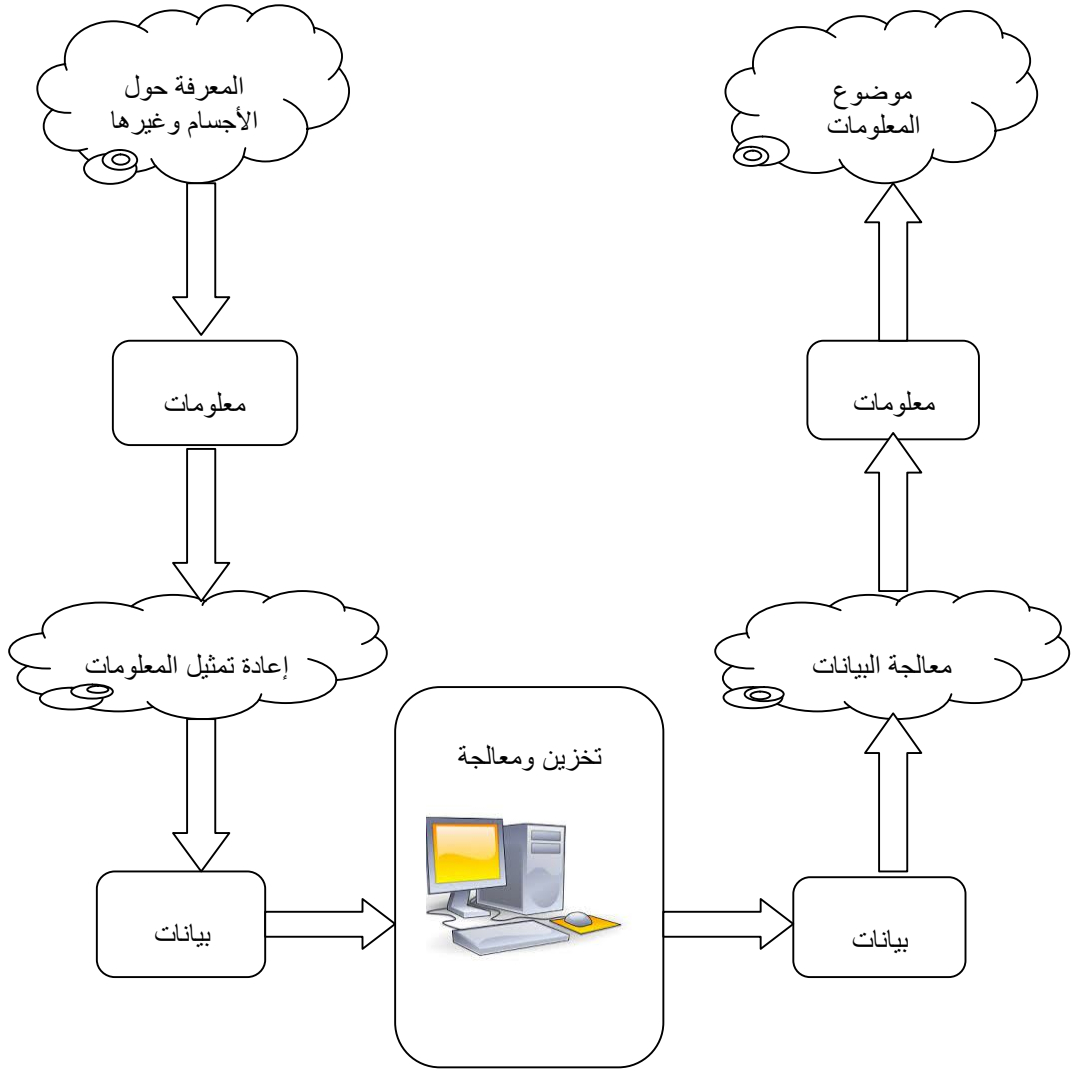 المعرفة حول
الأجسام وغيرها
معلومات
إعادة تمثيل المعلومات
بيانات
تخزين ومعالجة
بيانات
معالجة البيانات
معلومات
موضوع
المعلومات